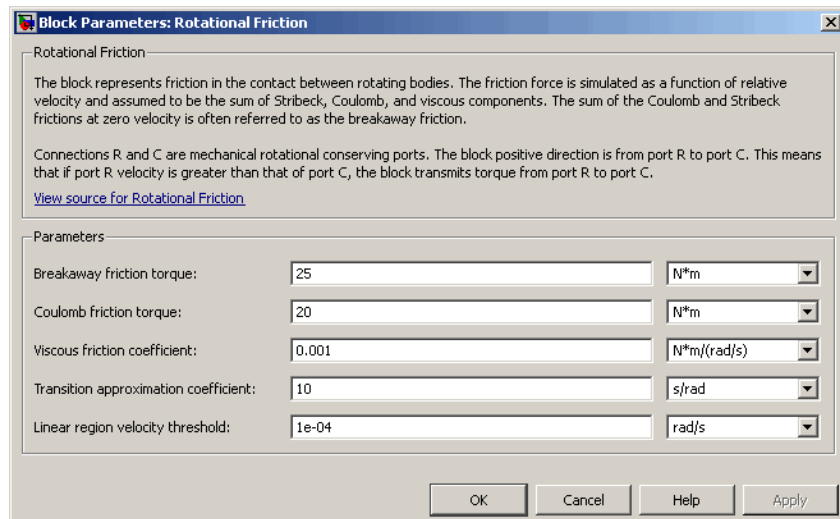 Block Parameters: Rotational Friction
Rotational Friction
The block represents friction in the contact between rotating bodies. The friction force is simulated as a function of relative
velocity and assumed to be the sum of Stribeck, Coulomb, and viscous components. The sum of the Coulomb and Stribeck
frictions at zero velocity is often referred to as the breakaway friction.
Connections R and C are mechanical rotational conserving ports. The block positive direction is from port R to port C. This means
that if port R velocity is greater than that of port C, the block transmits torque from port R to port C.
View source for Rotational Friction
Parameters
Breakaway friction torque: 25 N*m
Coulomb friction torque: 20 N*m
Viscous friction coefficient: 0.001 N*m/(rad/s)
Transition approximation coefficient: 10 s/rad
Linear region velocity threshold: 1e-04 rad/s
OK Cancel Help Apply